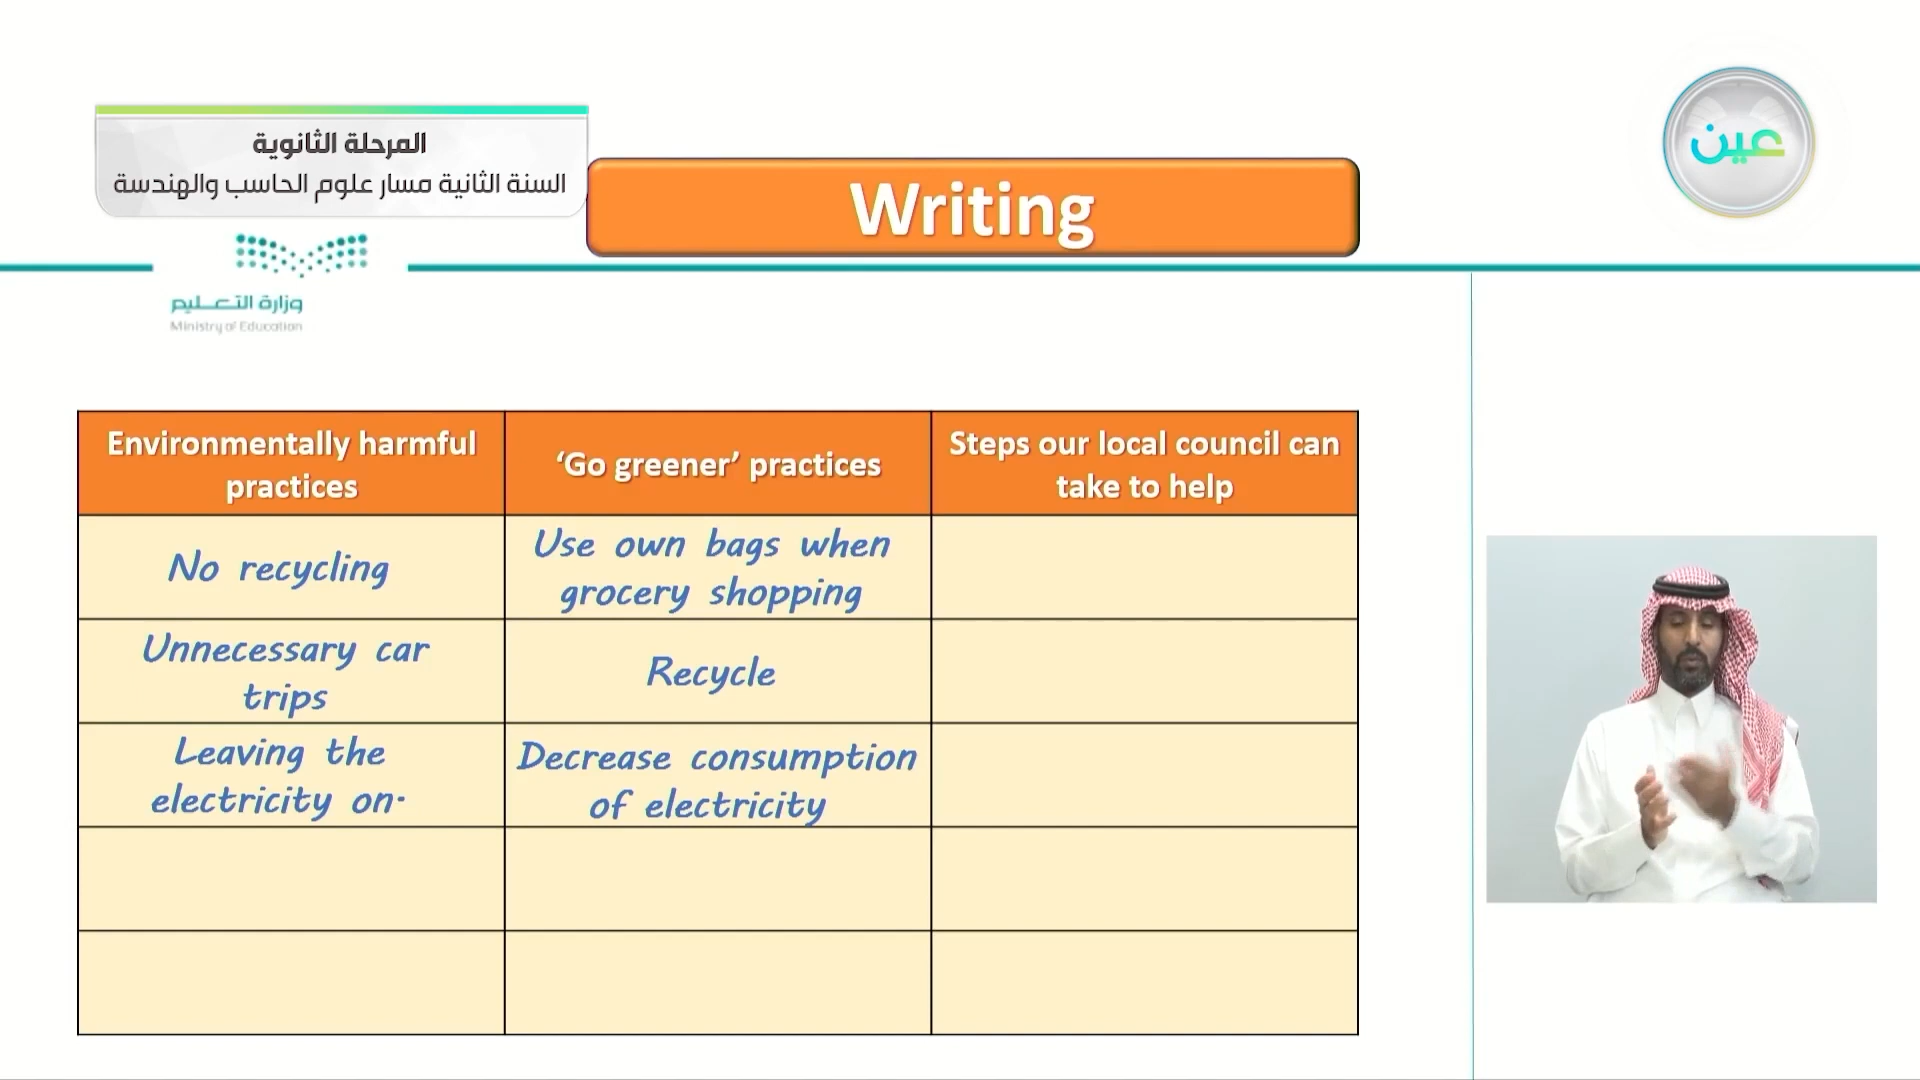 المرحلة الثانوية
السنة الثانية مسار علوم الحاسب والهندسة
Writing
عين
وزارة التعليم
Ministry of Education
Environmentally harmful
practices
‘Go greener’ practices
Steps our local council can
take to help
No recycling
Use own bags when
grocery shopping
Unnecessary car
trips
Recycle
Leaving the
electricity on.
Decrease consumption
of electricity